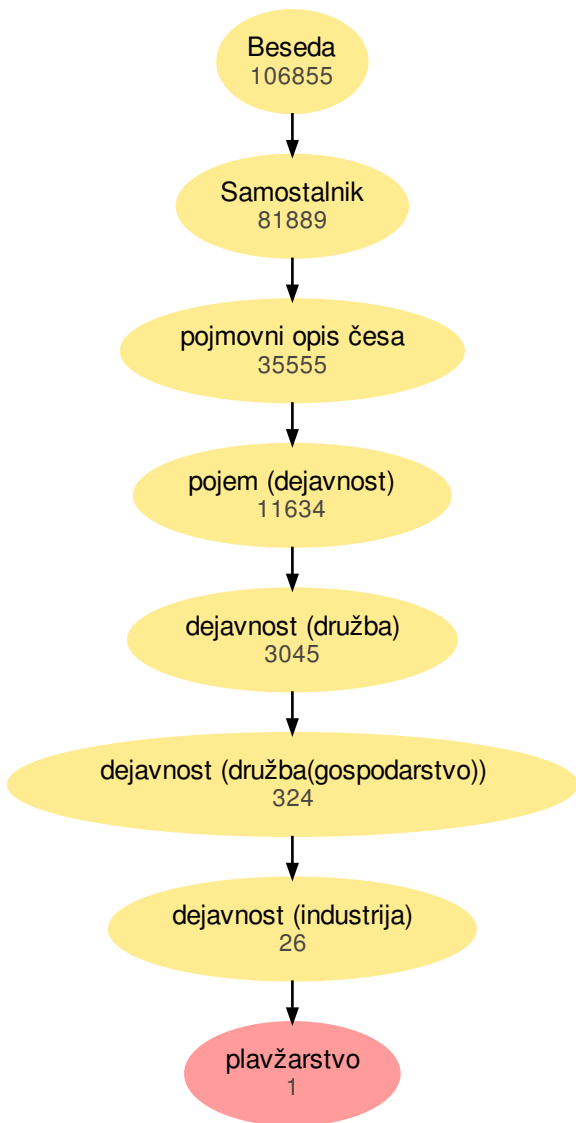 Beseda
106855
Samostalnik
81889
pojmovni opis česa
35555
pojem (dejavnost)
11634
dejavnost (družba)
3045
dejavnost (družba(gospodarstvo))
324
dejavnost (industrija)
26
plavžarstvo
1